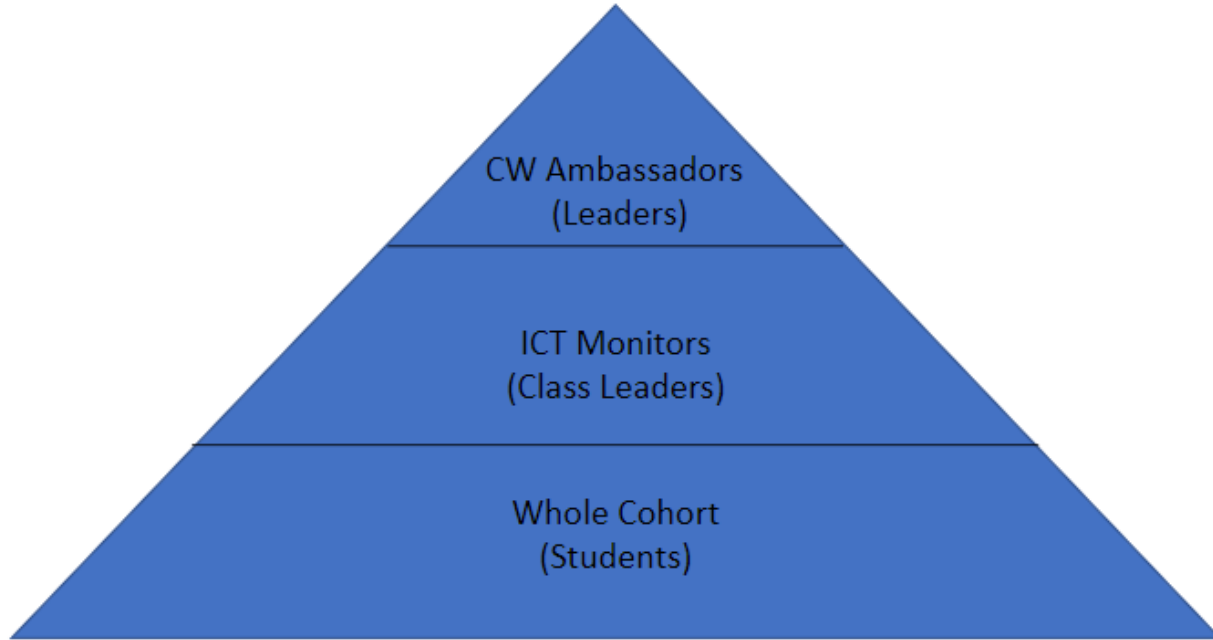 CW Ambassadors
(Leaders)
ICT Monitors
(Class Leaders)
Whole Cohort
(Students)